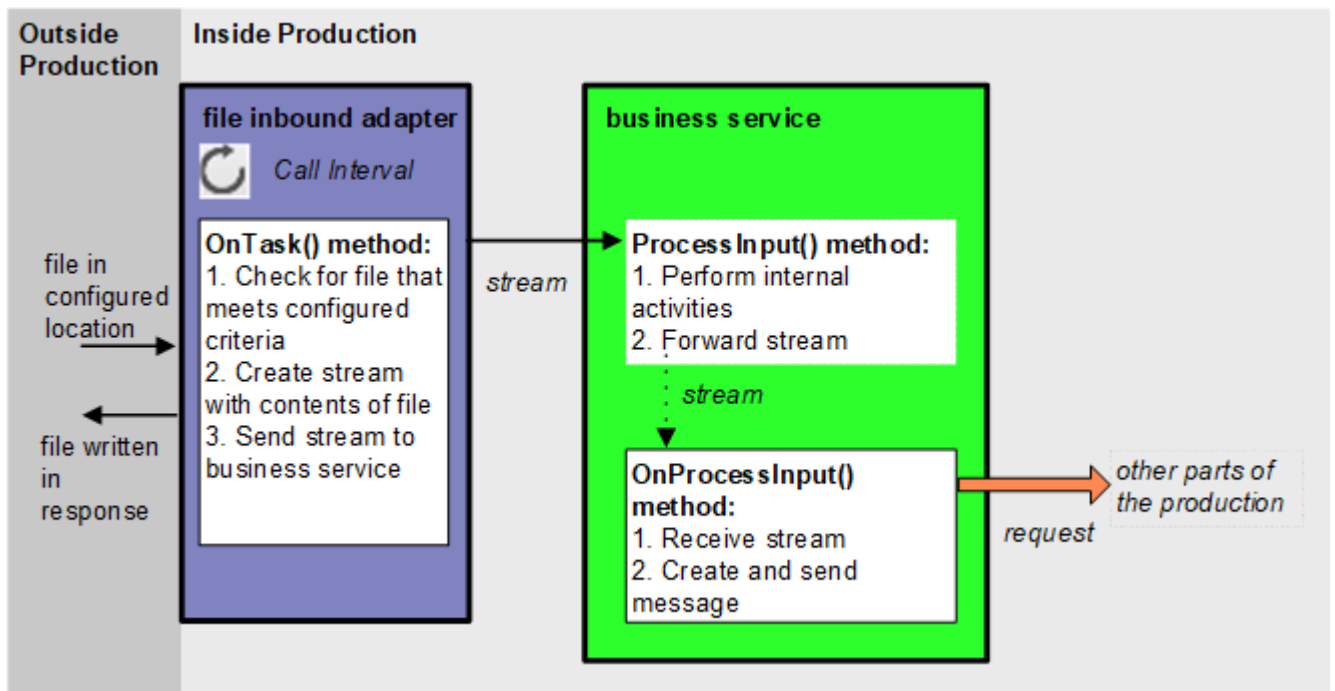 Outside
Production
Inside Production
file inbound adapter
Call Interval
OnTask() method:
1. Check for file that
meets configured
criteria
2. Create stream
with contents of file
3. Send stream to
business service
file in
configured
location
file written
in
response
stream
business service
ProcessInput() method:
1. Perform internal
activities
2. Forward stream
stream
OnProcessInput()
method:
1. Receive stream
2. Create and send
message
request
other parts of
the production